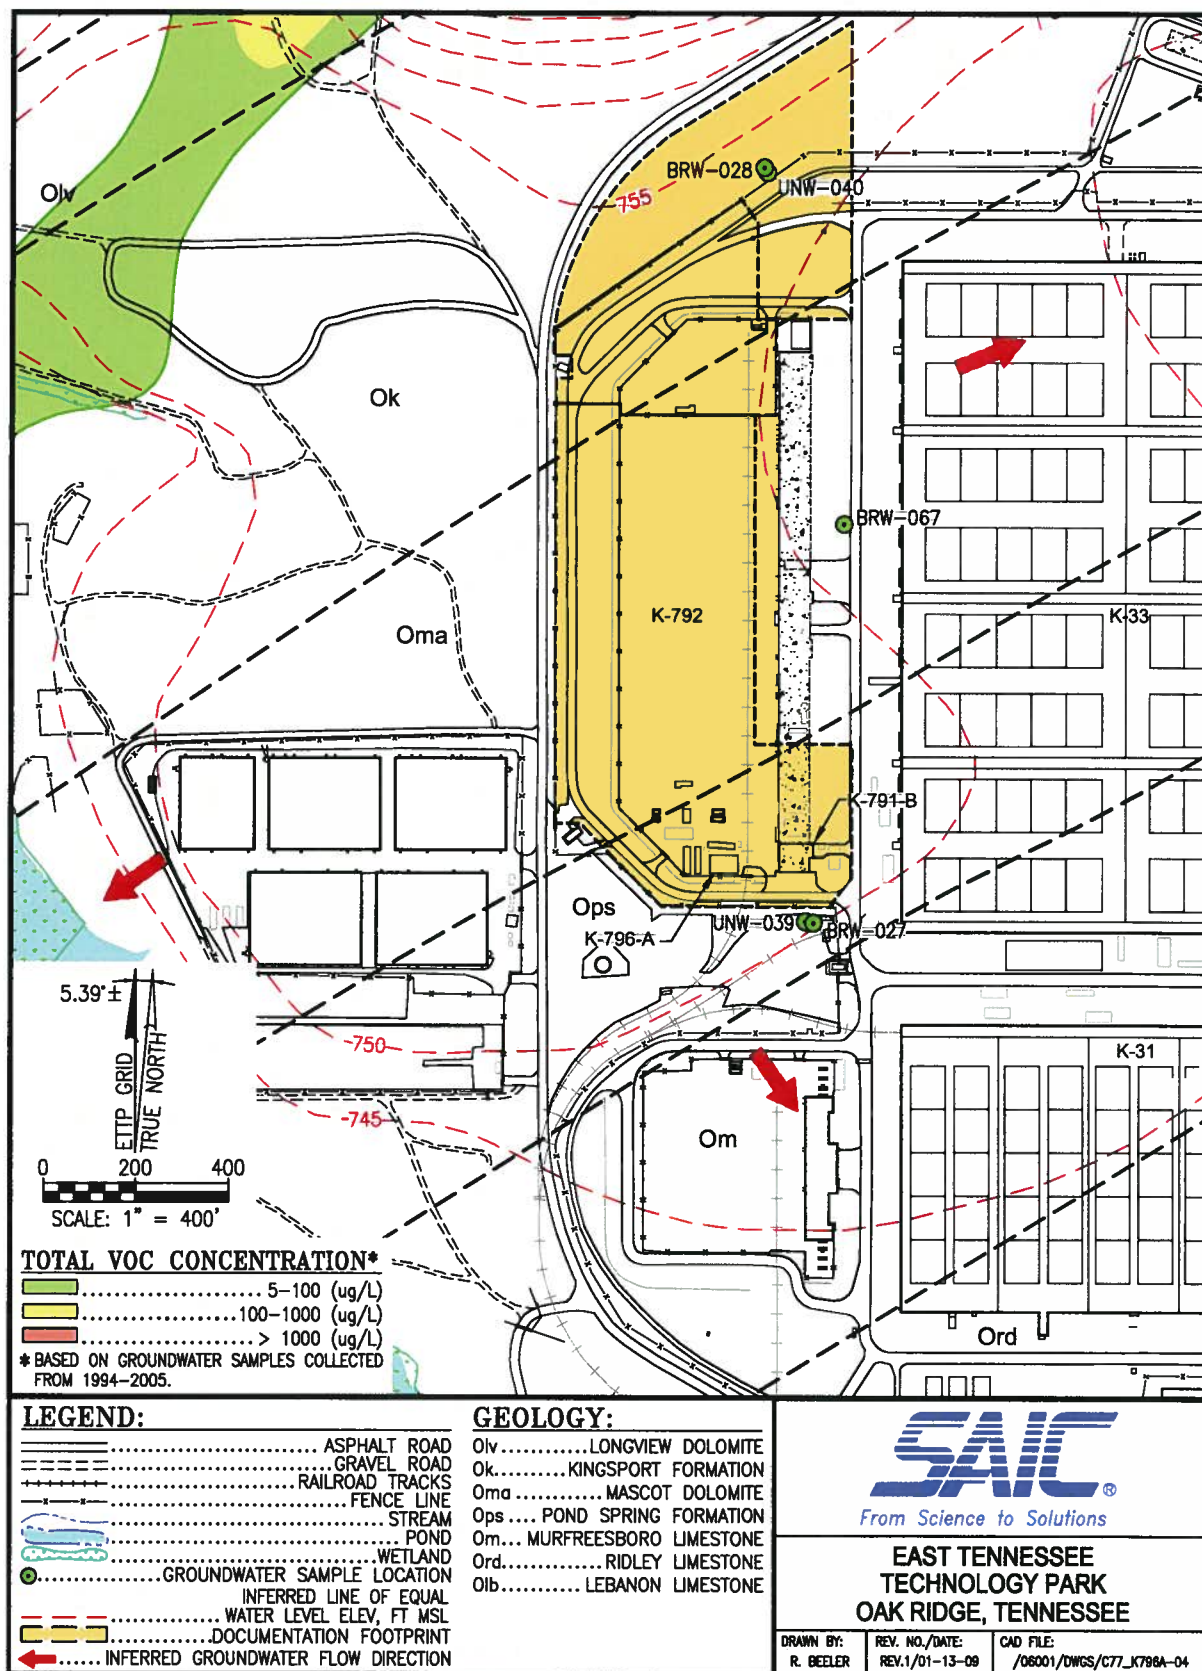 Olv
755
BRW-028
UNW-040
Ok
BRW-067
K-792
K-33
Oma
K-791-B
Ops
UNW-039
BRW-027
K-796-A
5.39°±
ETTP GRID
TRUE NORTH
750
K-31
745
Om
Ord
0 200 400
SCALE: 1" = 400'
TOTAL VOC CONCENTRATION*
5-100 (ug/L)
100-1000 (ug/L)
> 1000 (ug/L)
* BASED ON GROUNDWATER SAMPLES COLLECTED
FROM 1994-2005.
LEGEND:
ASPHALT ROAD
GRAVEL ROAD
RAILROAD TRACKS
FENCE LINE
STREAM
POND
WETLAND
GROUNDWATER SAMPLE LOCATION
INFERRED LINE OF EQUAL
WATER LEVEL ELEV, FT MSL
DOCUMENTATION FOOTPRINT
INFERRED GROUNDWATER FLOW DIRECTION
GEOLOGY:
Olv............LONGVIEW DOLOMITE
Ok..........KINGSPORT FORMATION
Oma............MASCOT DOLOMITE
Ops....POND SPRING FORMATION
Om...MURFREESBORO LIMESTONE
Ord.............RIDLEY LIMESTONE
Olb...........LEBANON LIMESTONE
SAIC®
From Science to Solutions
EAST TENNESSEE
TECHNOLOGY PARK
OAK RIDGE, TENNESSEE
DRAWN BY:
R. BEELER
REV. NO./DATE:
REV.1/01-13-09
CAD FILE:
/06001/DWGS/C77_K796A-04